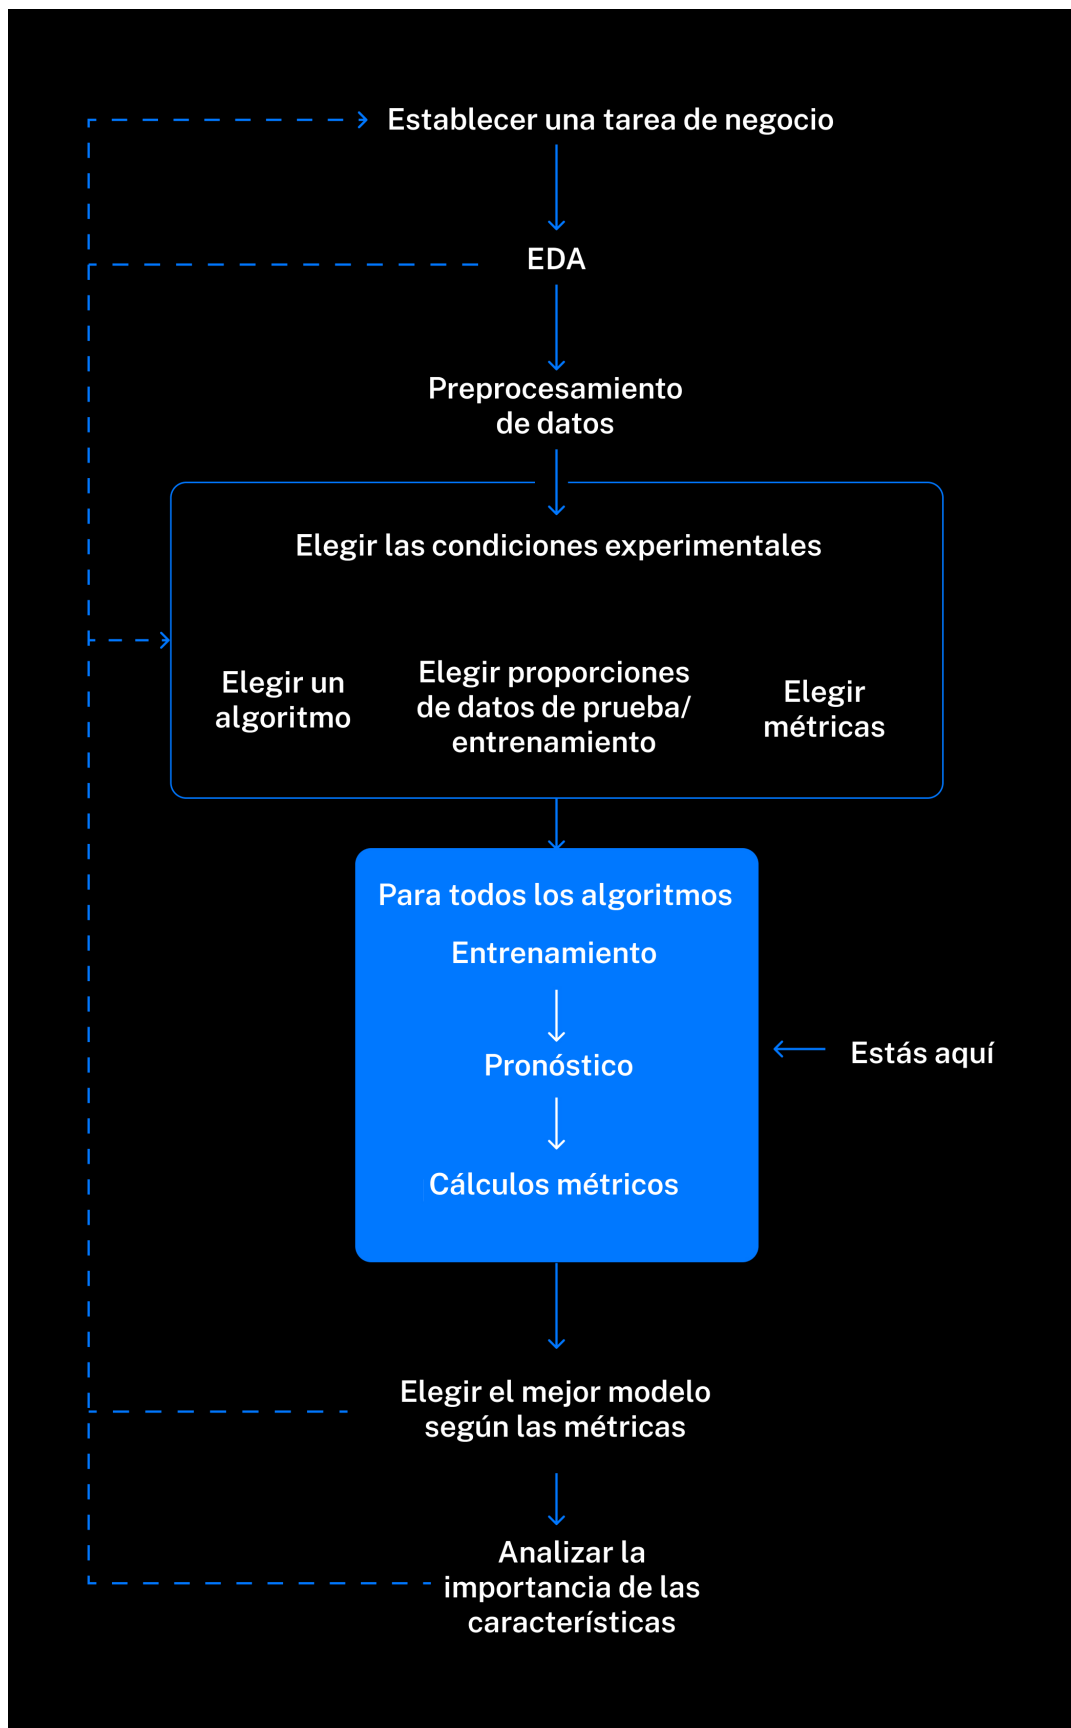 Establecer una tarea de negocio
EDA
Preprocesamiento
de datos
Elegir las condiciones experimentales
Elegir un
algoritmo
Elegir proporciones
de datos de prueba/
entrenamiento
Elegir
métricas
Para todos los algoritmos
Entrenamiento
Pronóstico
Estás aquí
Cálculos métricos
Elegir el mejor modelo
según las métricas
Analizar la
importancia de las
características